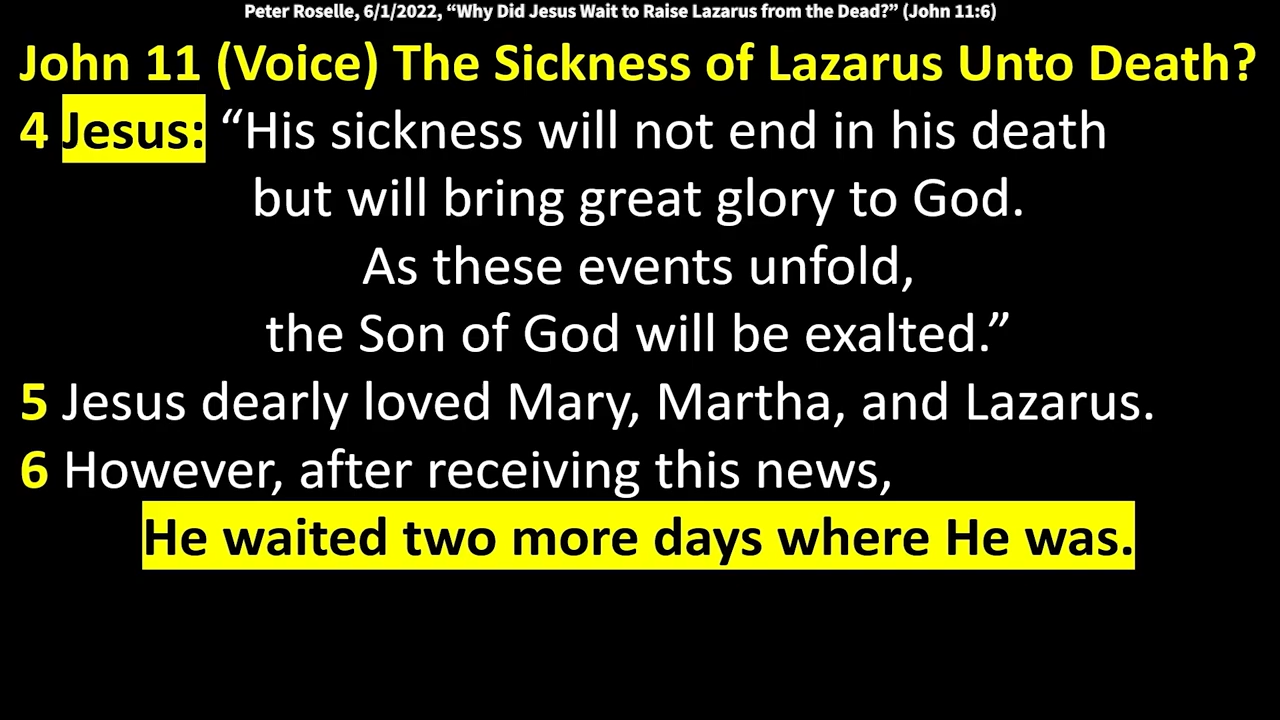 Peter Roselle, 6/1/2022, “Why Did Jesus Wait to Raise Lazarus from the Dead?” (John 11:6)
John 11 (Voice) The Sickness of Lazarus Unto Death?
4 Jesus: “His sickness will not end in his death
but will bring great glory to God.
As these events unfold,
the Son of God will be exalted.”
5 Jesus dearly loved Mary, Martha, and Lazarus.
6 However, after receiving this news,
He waited two more days where He was.